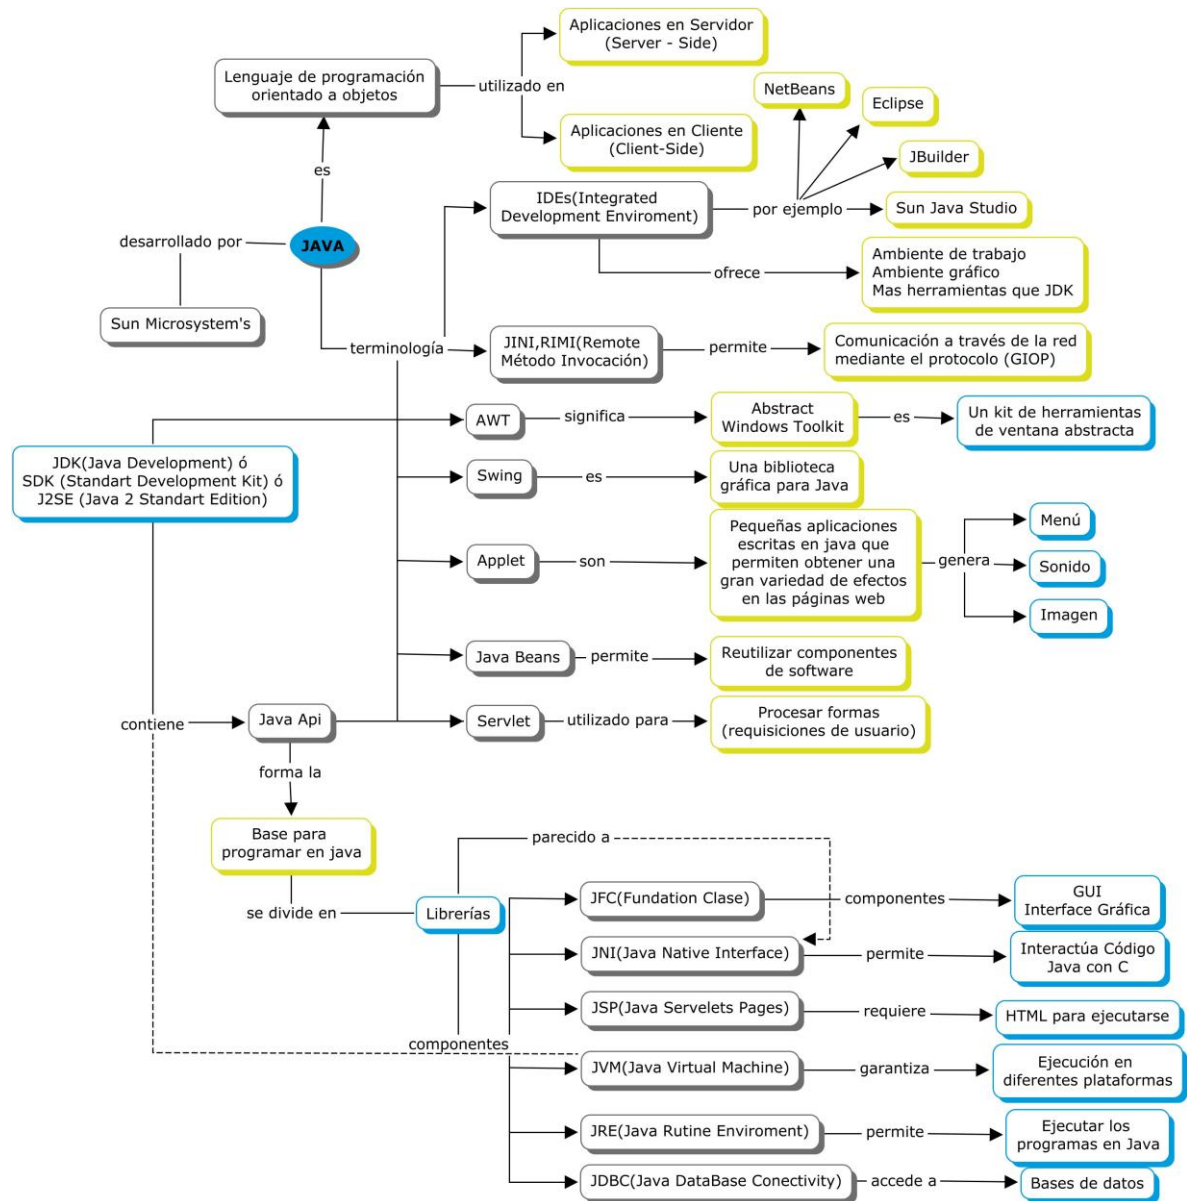 Aplicaciones en Servidor
(Server - Side)
Lenguaje de programación
orientado a objetos
utilizado en
Aplicaciones en Cliente
(Client-Side)
NetBeans
Eclipse
JBuilder
es
IDEs(Integrated
Development Enviroment)
por ejemplo
Sun Java Studio
desarrollado por
JAVA
ofrece
Ambiente de trabajo
Ambiente gráfico
Mas herramientas que JDK
Sun Microsystem's
terminología
JINI,RIMI(Remote
Método Invocación)
permite
Comunicación a través de la red
mediante el protocolo (GIOP)
AWT
significa
Abstract
Windows Toolkit
es
Un kit de herramientas
de ventana abstracta
JDK(Java Development) ó
SDK (Standart Development Kit) ó
J2SE (Java 2 Standart Edition)
Swing
es
Una biblioteca
gráfica para Java
Applet
son
Pequeñas aplicaciones
escritas en java que
permiten obtener una
gran variedad de efectos
en las páginas web
genera
Menú
Sonido
Imagen
Java Beans
permite
Reutilizar componentes
de software
contiene
Java Api
Servlet
utilizado para
Procesar formas
(requisiciones de usuario)
forma la
Base para
programar en java
parecido a
se divide en
Librerías
JFC(Fundation Clase)
componentes
GUI
Interface Gráfica
JNI(Java Native Interface)
permite
Interactúa Código
Java con C
JSP(Java Servelets Pages)
requiere
HTML para ejecutarse
componentes
JVM(Java Virtual Machine)
garantiza
Ejecución en
diferentes plataformas
JRE(Java Rutine Enviroment)
permite
Ejecutar los
programas en Java
JDBC(Java DataBase Conectivity)
accede a
Bases de datos